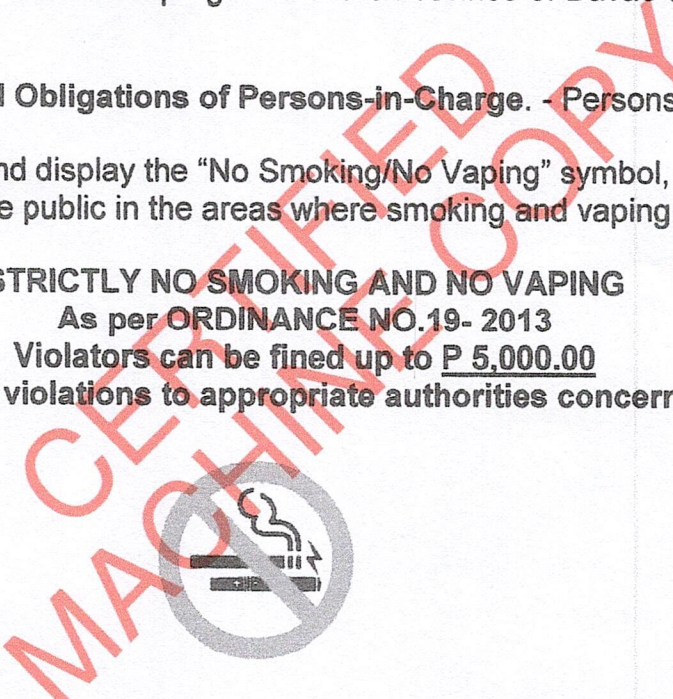 l Obligations of Persons-in-Charge. - Persons
nd display the “No Smoking/No Vaping” symbol,
e public in the areas where smoking and vaping
STRICTLY NO SMOKING AND NO VAPING
As per ORDINANCE NO.19- 2013
Violators can be fined up to P 5,000.00
violations to appropriate authorities concern
CERTIFIED
MACHINE COPY